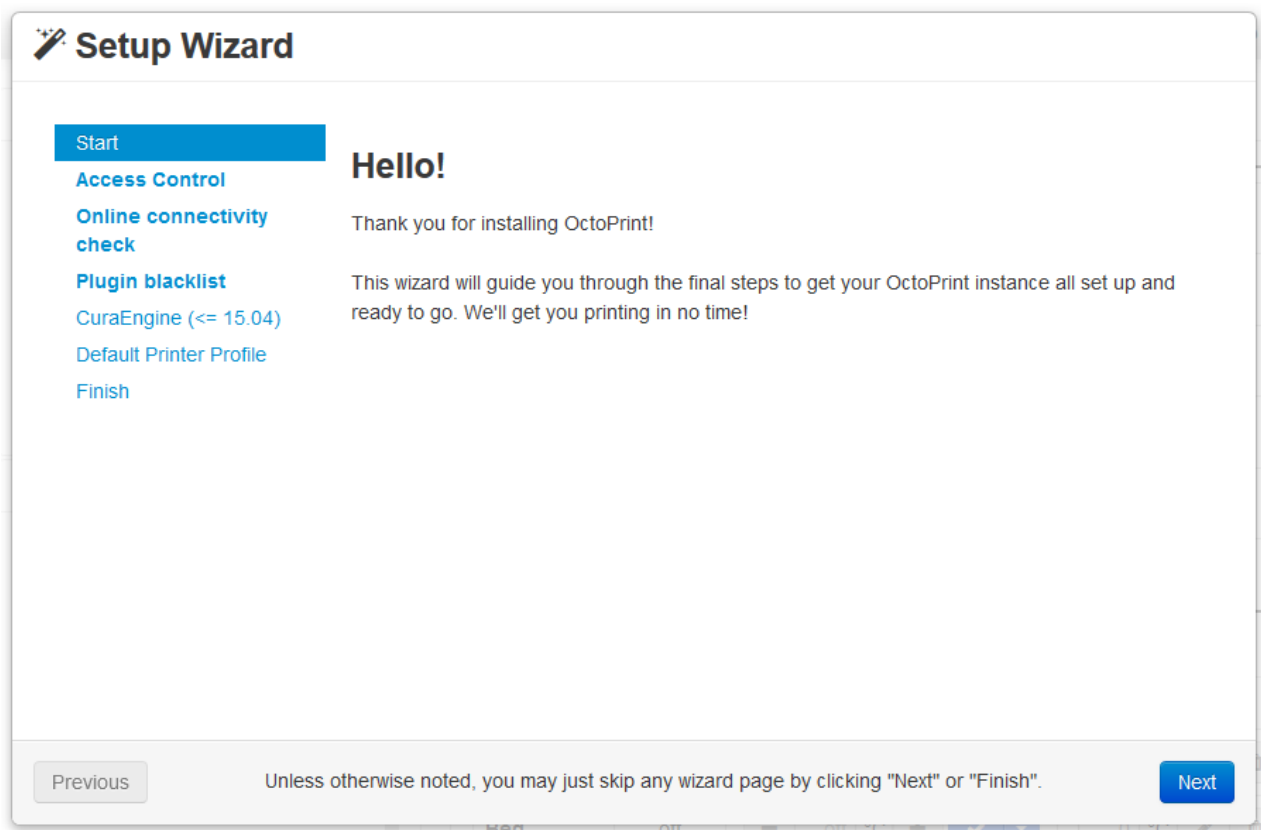 Setup Wizard
Start
Access Control
Online connectivity
check
Plugin blacklist
CuraEngine (<= 15.04)
Default Printer Profile
Finish
Hello!
Thank you for installing OctoPrint!
This wizard will guide you through the final steps to get your OctoPrint instance all set up and
ready to go. We'll get you printing in no time!
Previous
Unless otherwise noted, you may just skip any wizard page by clicking "Next" or "Finish".
Next